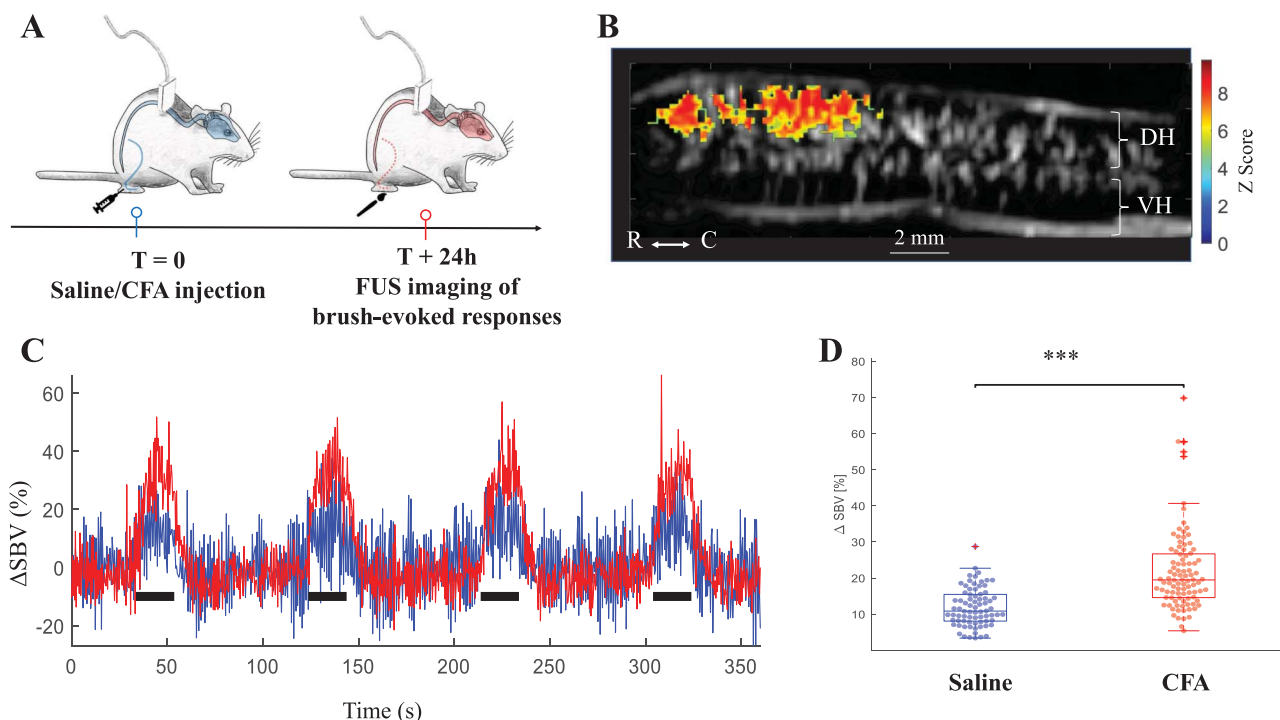 A
T = 0
Saline/CFA injection
T + 24h
FUS imaging of
brush-evoked responses
B
DH
VH
R
C
2 mm
8
6
4
2
0
Z Score
C
60
40
20
0
-20
0
50
100
150
200
250
300
350
ΔSBV (%)
Time (s)
D
***
80
70
60
50
40
30
20
10
Δ SBV [%]
Saline
CFA